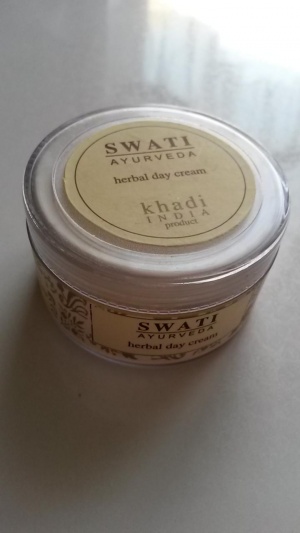 SWATI
AYURVEDA
herbal day cream
khadi
INDIA
product
SWATI
AYURVEDA
herbal day cream